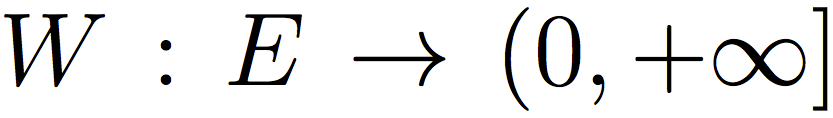 W : E → (0, +∞]